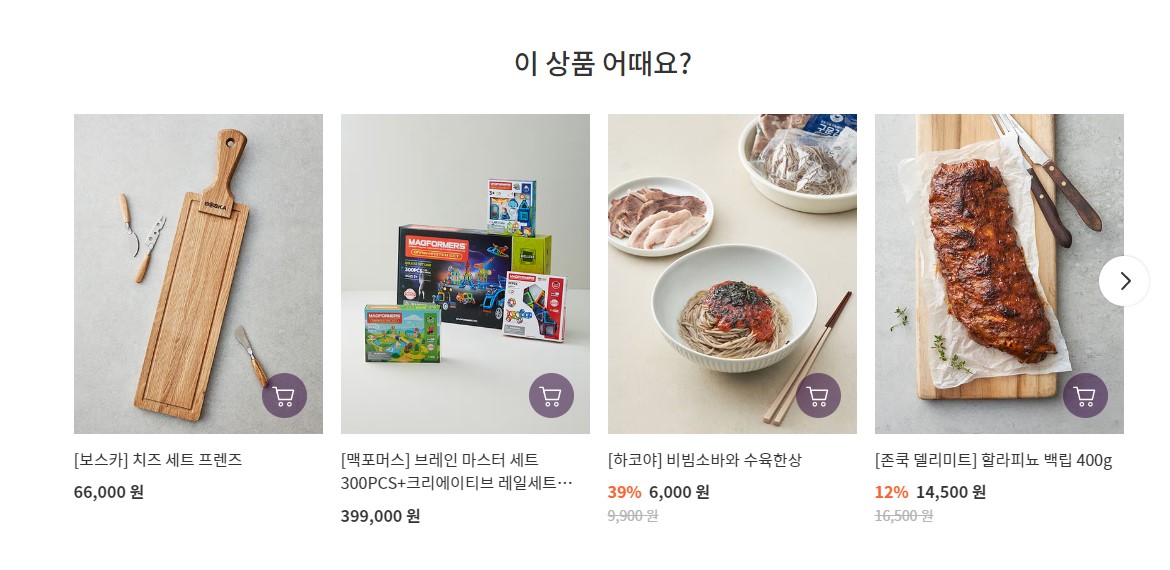 이 상품 어때요?
BOSKA
MAGFORMERS
300PCS
MAGFORMERS
[보스카] 치즈 세트 프렌즈
66,000 원
[맥포머스] 브레인 마스터 세트
300PCS+크리에이티브 레일세트…
399,000 원
[하코야] 비빔소바와 수육한상
39% 6,000 원
9,900 원
[존쿡 델리미트] 할라피뇨 백립 400g
12% 14,500 원
16,500 원